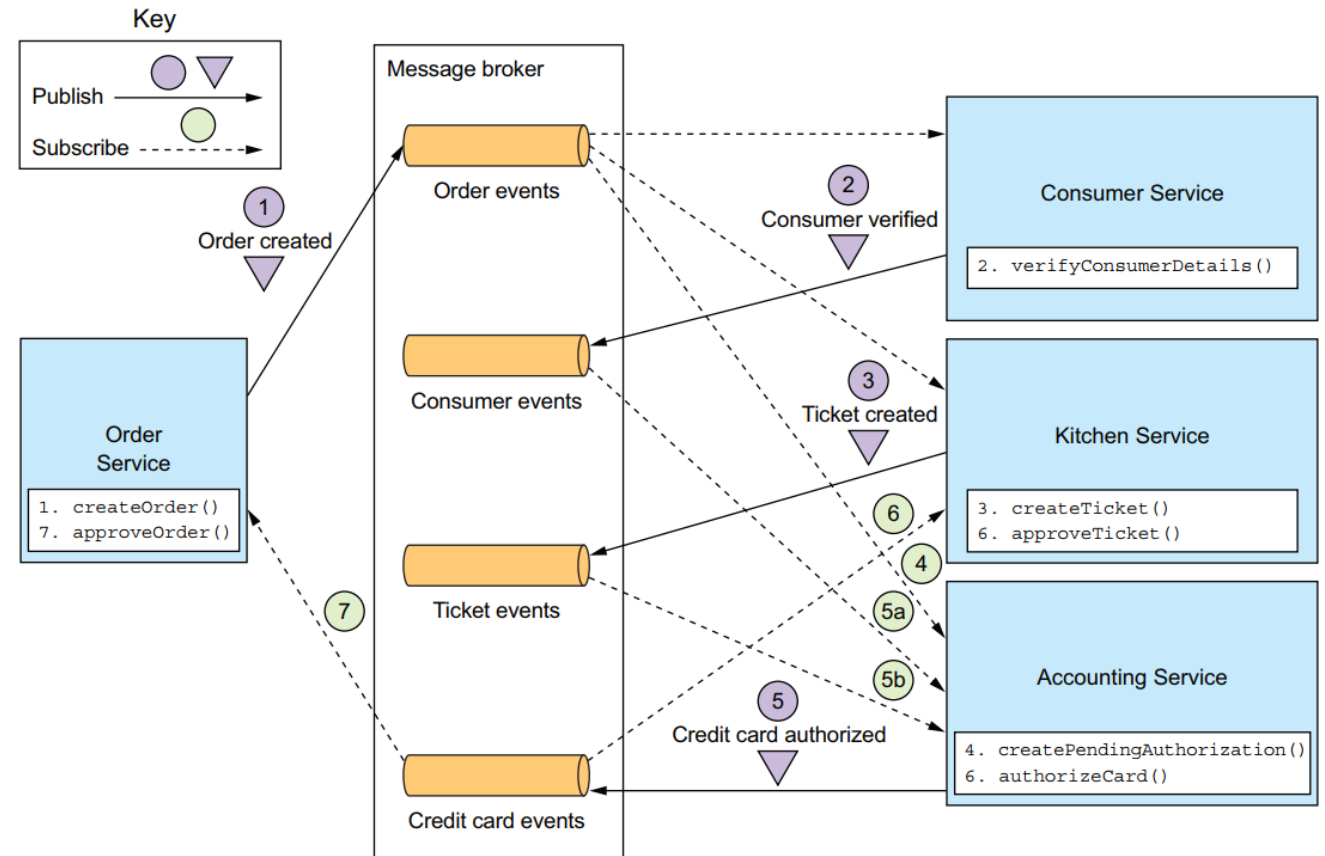 Key
Publish
Subscribe
Message broker
Order events
1
Order created
2
Consumer verified
Consumer Service
2. verifyConsumerDetails()
Consumer events
3
Ticket created
Kitchen Service
3. createTicket()
6. approveTicket()
Order
Service
1. createOrder()
7. approveOrder()
6
4
Ticket events
7
5a
5b
Accounting Service
4. createPendingAuthorization()
6. authorizeCard()
5
Credit card authorized
Credit card events